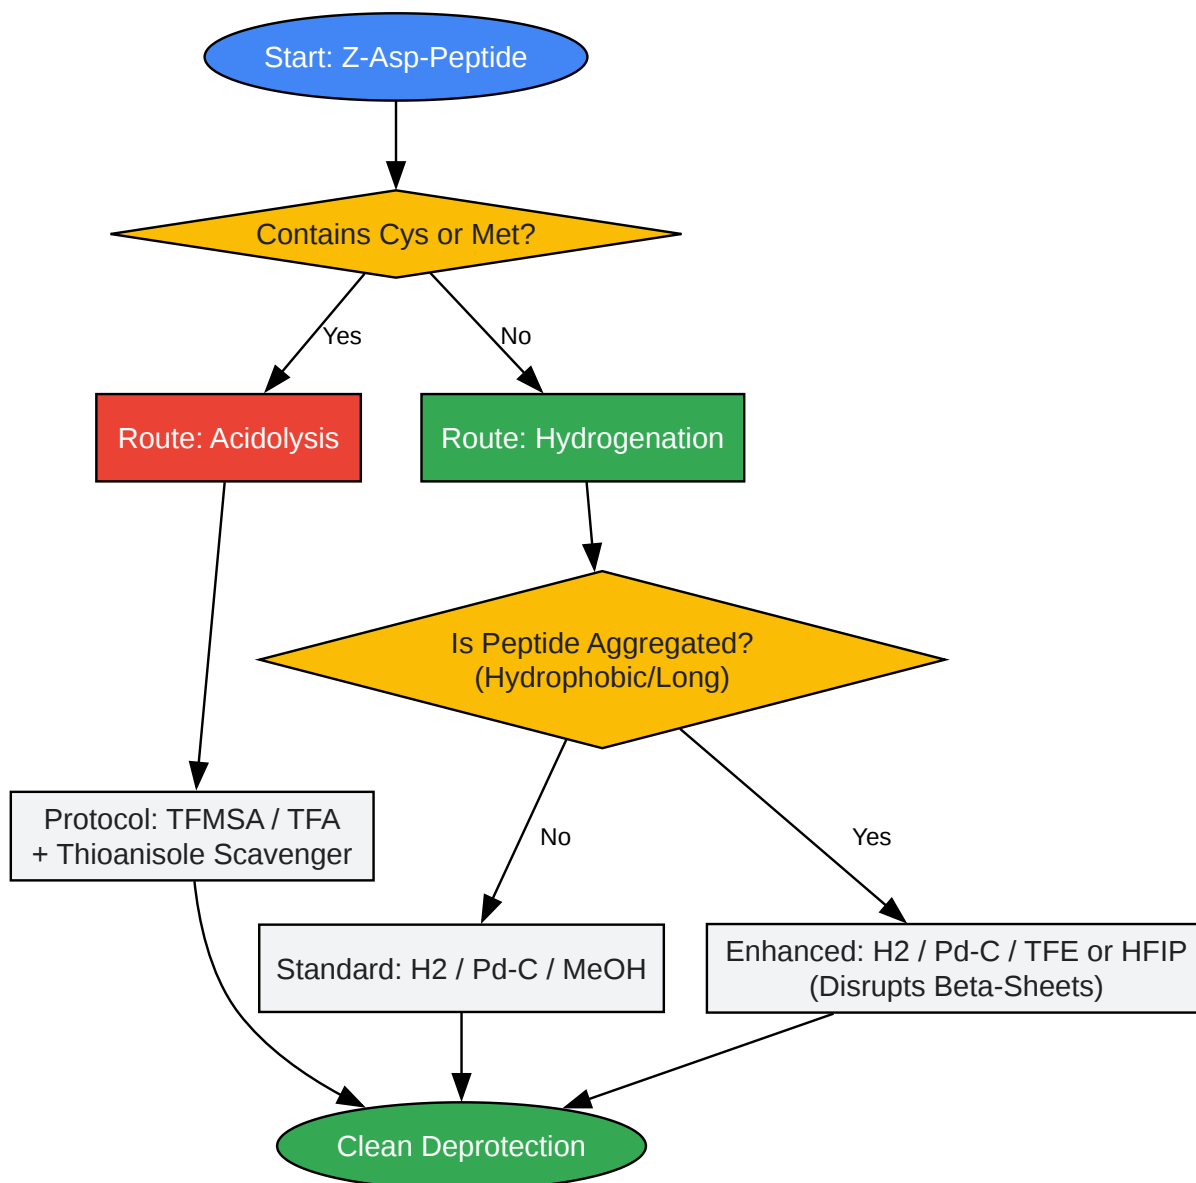 Start: Z-Asp-Peptide
Contains Cys or Met?
Yes
No
Route: Acidolysis
Route: Hydrogenation
Is Peptide Aggregated?
(Hydrophobic/Long)
Protocol: TFMSA / TFA
+ Thioanisole Scavenger
No
Yes
Standard: H2 / Pd-C / MeOH
Enhanced: H2 / Pd-C / TFE or HFIP
(Disrupts Beta-Sheets)
Clean Deprotection